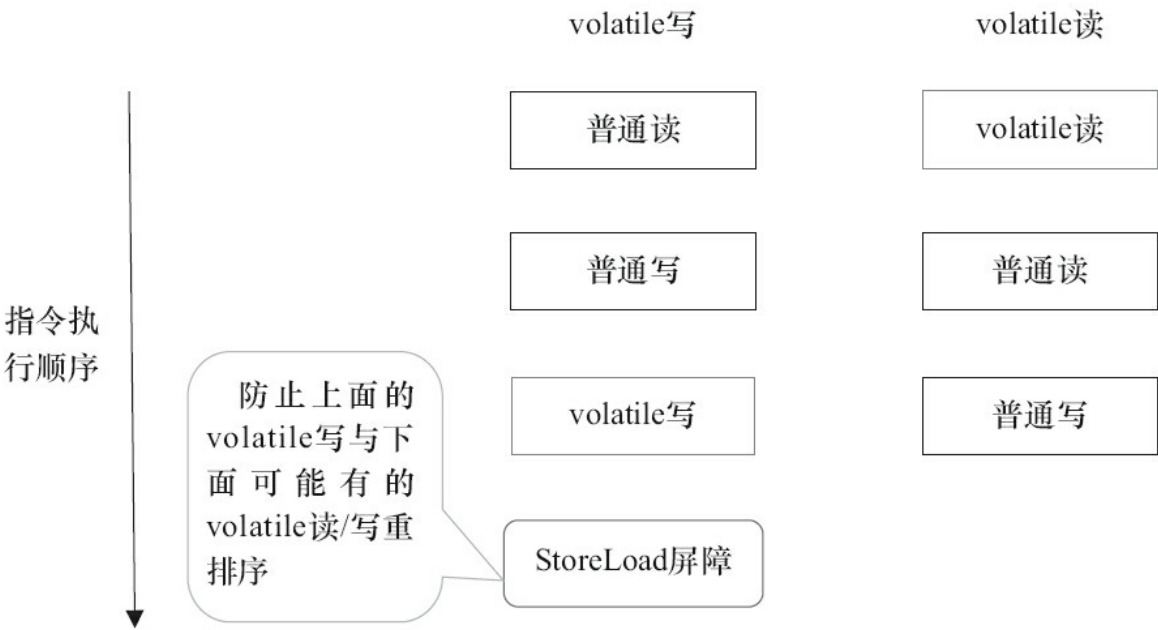 volatile写
volatile读
普通读
volatile读
普通写
普通读
指令执
行顺序
防止上面的
volatile写与下
面可能有的
volatile读/写重
排序
volatile写
普通写
StoreLoad屏障